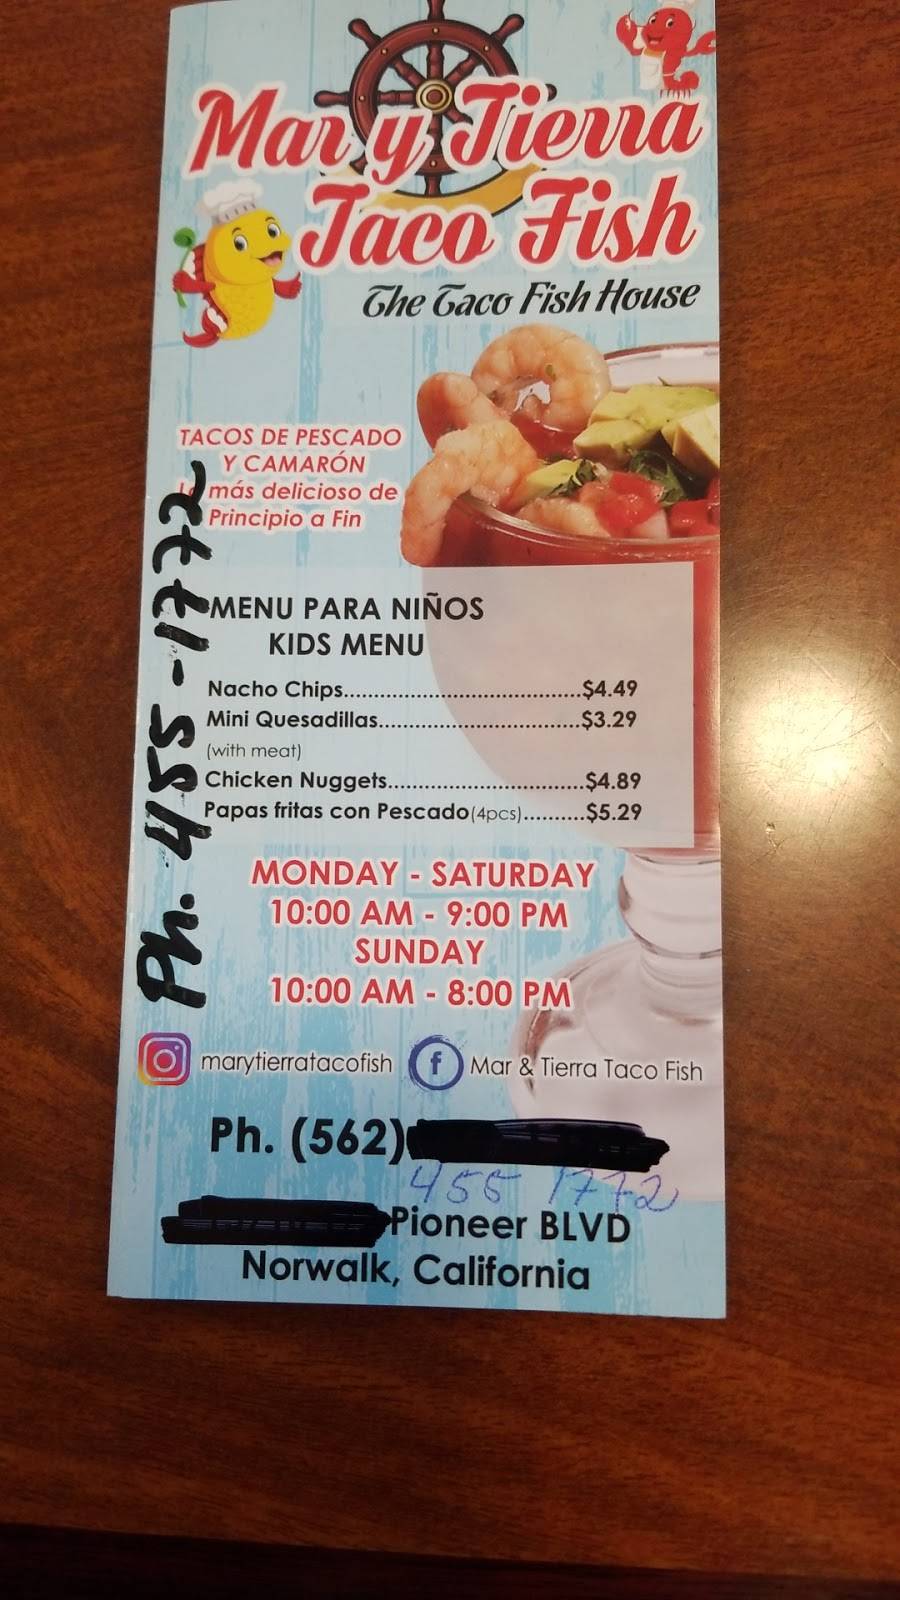 Mar y Tierra
Taco Fish
The Taco Fish House
TACOS DE PESCADO
Y CAMARÓN
Lo más delicioso de
Principio a Fin
Ph. 455-1772
MENU PARA NIÑOS
KIDS MENU
Nacho Chips..................................$4.49
Mini Quesadillas.............................$3.29
(with meat)
Chicken Nuggets............................$4.89
Papas fritas con Pescado(4pcs)..........$5.29
MONDAY - SATURDAY
10:00 AM - 9:00 PM
SUNDAY
10:00 AM - 8:00 PM
marytierratacofish
f Mar & Tierra Taco Fish
Ph. (562)
455 1772
Pioneer BLVD
Norwalk, California